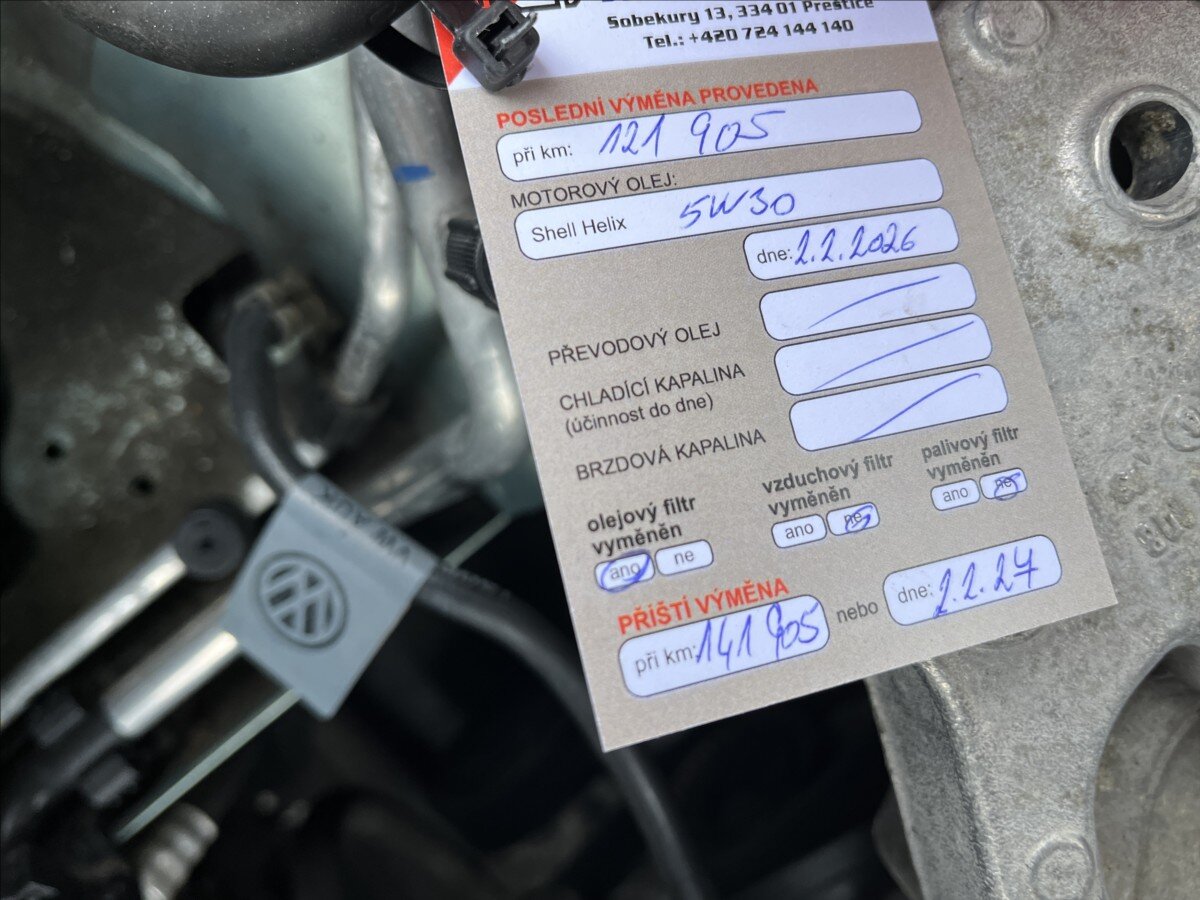 Sobekury 13, 334 01 Přeštice
Tel.: +420 724 144 140
POSLEDNÍ VÝMĚNA PROVEDENA
při km: 121 905
MOTOROVÝ OLEJ:
Shell Helix 5W30
dne: 2.2.2026
PŘEVODOVÝ OLEJ
CHLADÍCÍ KAPALINA
(účinnost do dne)
BRZDOVÁ KAPALINA
olejový filtr
vyměněn
ano ne
vzduchový filtr
vyměněn
ano ne
palivový filtr
vyměněn
ano ne
PŘÍŠTÍ VÝMĚNA
při km: 141 905 nebo dne: 2.2.27